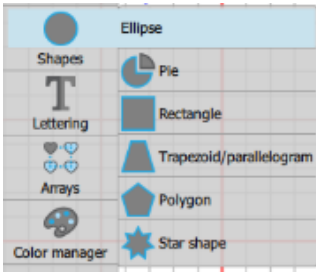 Ellipse
Shapes
Pie
T
Lettering
Rectangle
Trapezoid/parallelogram
Arrays
Polygon
Color manager
Star shape